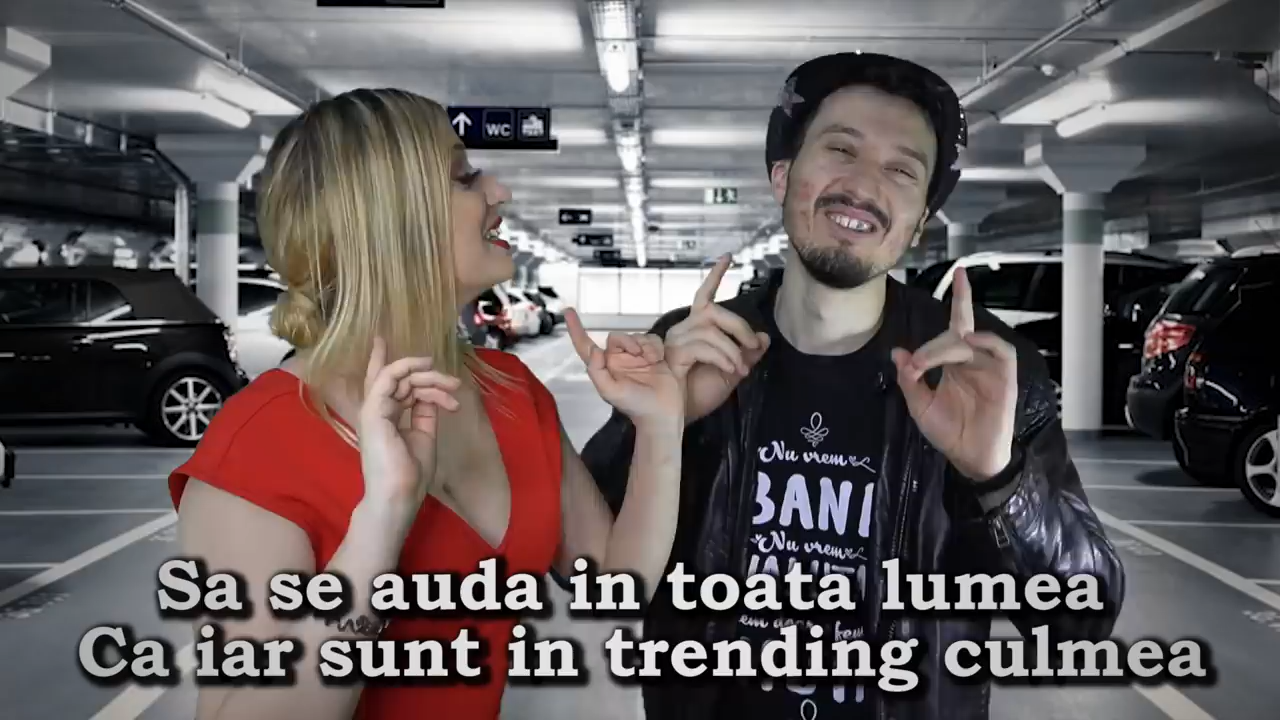 WC
Nu vrem
BANI
Nu vrem
Sa se auda in toata lumea
Ca iar sunt in trending culmea